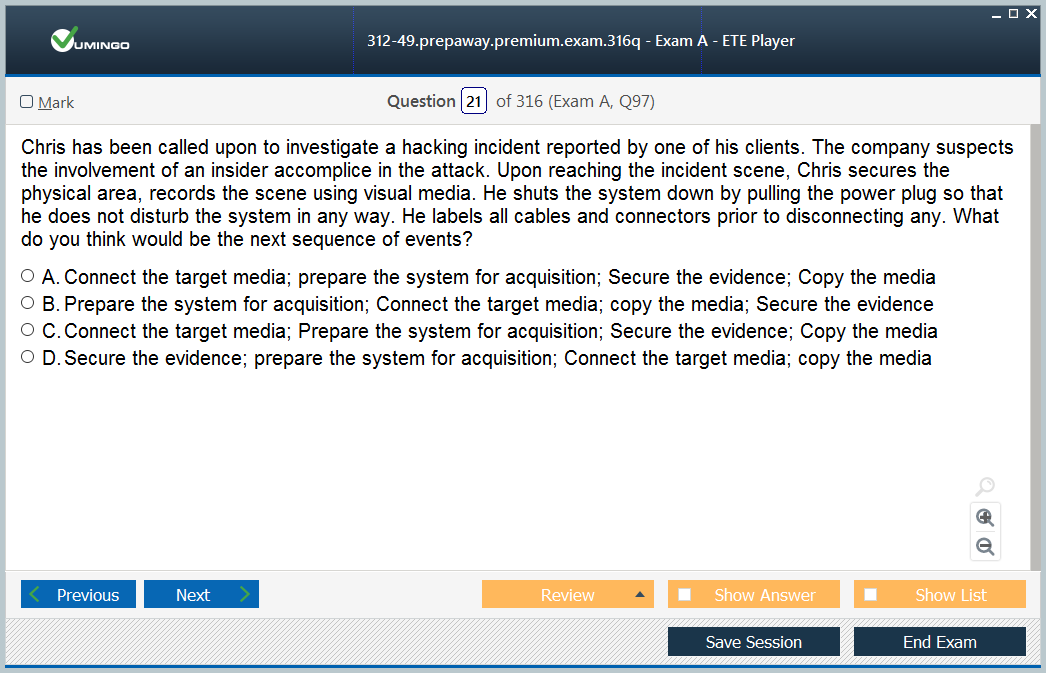 VUMINGO
312-49.prepaway.premium.exam.316q - Exam A - ETE Player
Mark
Question 21 of 316 (Exam A, Q97)
Chris has been called upon to investigate a hacking incident reported by one of his clients. The company suspects
the involvement of an insider accomplice in the attack. Upon reaching the incident scene, Chris secures the
physical area, records the scene using visual media. He shuts the system down by pulling the power plug so that
he does not disturb the system in any way. He labels all cables and connectors prior to disconnecting any. What
do you think would be the next sequence of events?
A. Connect the target media; prepare the system for acquisition; Secure the evidence; Copy the media
B. Prepare the system for acquisition; Connect the target media; copy the media; Secure the evidence
C. Connect the target media; Prepare the system for acquisition; Secure the evidence; Copy the media
D. Secure the evidence; prepare the system for acquisition; Connect the target media; copy the media
Previous
Next
Review
Show Answer
Show List
Save Session
End Exam